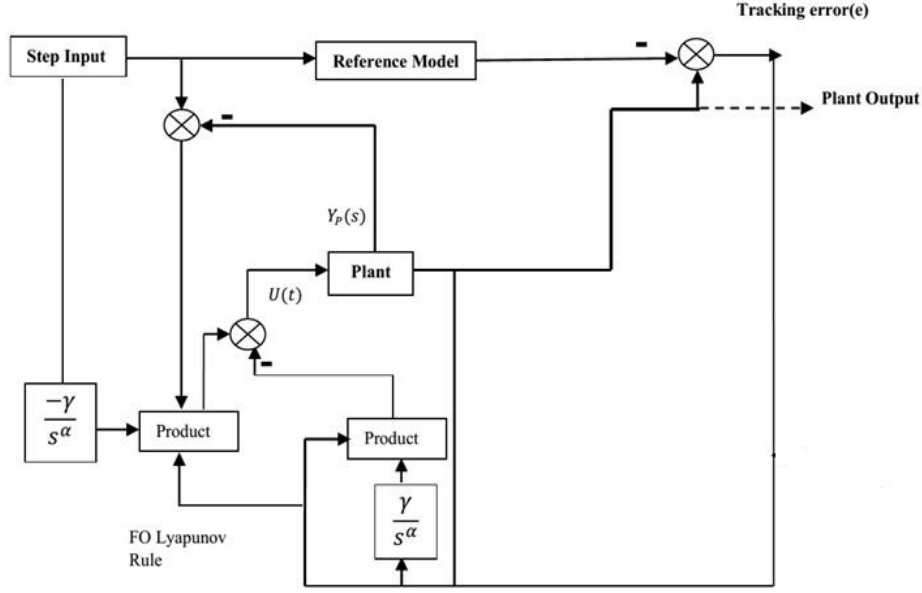 Tracking error(e)
-
Step Input
Reference Model
Plant Output
-
Y_P(s)
Plant
U(t)
-
-γ
s^α
Product
Product
γ
s^α
FO Lyapunov
Rule